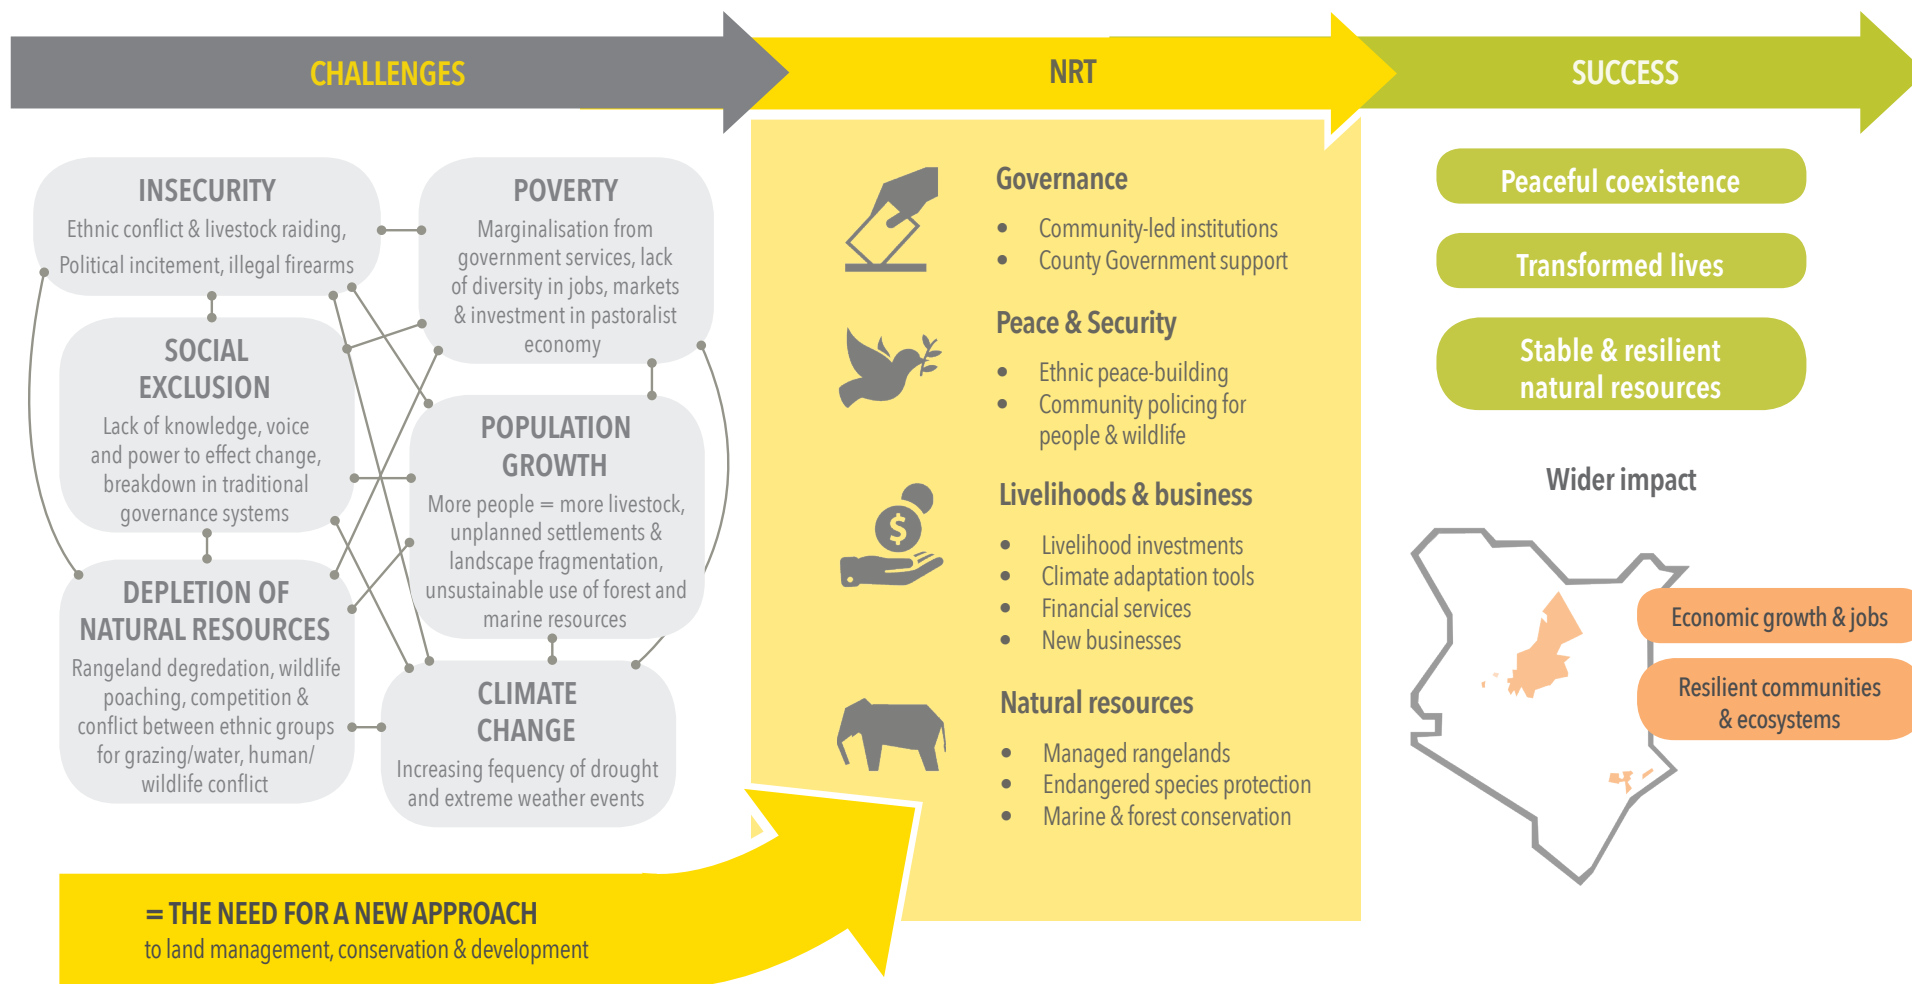 CHALLENGES
NRT
SUCCESS
INSECURITY
Ethnic conflict & livestock raiding,
Political incitement, illegal firearms
POVERTY
Marginalisation from
government services, lack
of diversity in jobs, markets
& investment in pastoralist
economy
SOCIAL
EXCLUSION
Lack of knowledge, voice
and power to effect change,
breakdown in traditional
governance systems
POPULATION
GROWTH
More people = more livestock,
unplanned settlements &
landscape fragmentation,
unsustainable use of forest and
marine resources
DEPLETION OF
NATURAL RESOURCES
Rangeland degredation, wildlife
poaching, competition &
conflict between ethnic groups
for grazing/water, human/
wildlife conflict
CLIMATE
CHANGE
Increasing fequency of drought
and extreme weather events
= THE NEED FOR A NEW APPROACH
to land management, conservation & development
Governance
• Community-led institutions
• County Government support
Peace & Security
• Ethnic peace-building
• Community policing for
people & wildlife
Livelihoods & business
$
• Livelihood investments
• Climate adaptation tools
• Financial services
• New businesses
Natural resources
• Managed rangelands
• Endangered species protection
• Marine & forest conservation
Peaceful coexistence
Transformed lives
Stable & resilient
natural resources
Wider impact
Economic growth & jobs
Resilient communities
& ecosystems